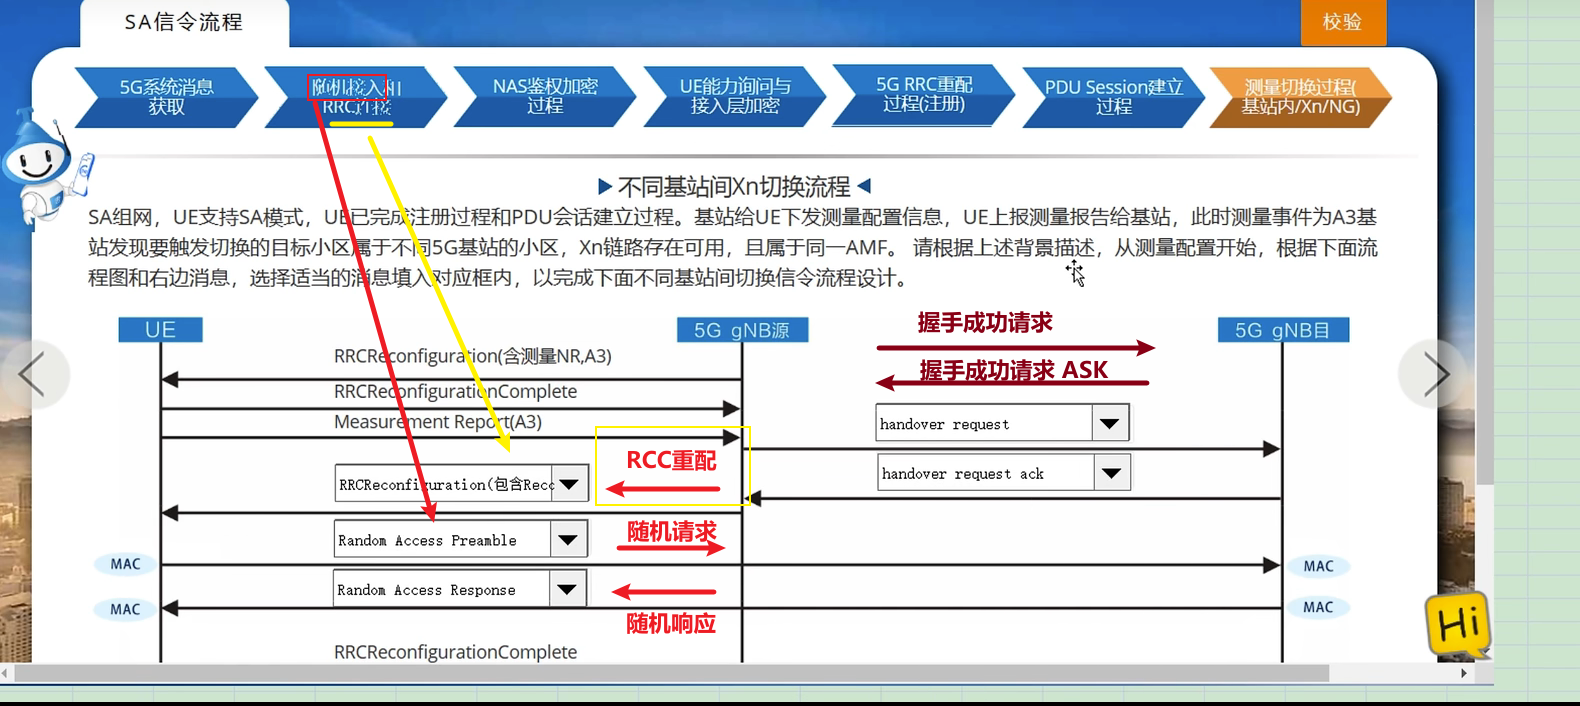 SA信令流程
校验
5G系统消息
获取
随机接入和
RRC连接
NAS鉴权加密
过程
UE能力询问与
接入层加密
5G RRC重配
过程(注册)
PDU Session建立
过程
测量切换过程(
基站内/Xn/NG)
不同基站间Xn切换流程
SA组网，UE支持SA模式，UE已完成注册过程和PDU会话建立过程。基站给UE下发测量配置信息，UE上报测量报告给基站，此时测量事件为A3基
站发现要触发切换的目标小区属于不同5G基站的小区，Xn链路存在可用，且属于同一AMF。 请根据上述背景描述，从测量配置开始，根据下面流
程图和右边消息，选择适当的消息填入对应框内，以完成下面不同基站间切换信令流程设计。
UE
5G gNB源
握手成功请求
5G gNB目
RRCReconfiguration(含测量NR,A3)
握手成功请求 ASK
RRCReconfigurationComplete
Measurement Report(A3)
handover request
RCC重配
handover request ack
RRCReconfiguration(包含Reco
随机请求
Random Access Preamble
MAC
MAC
Random Access Response
MAC
MAC
随机响应
Hi
RRCReconfigurationComplete